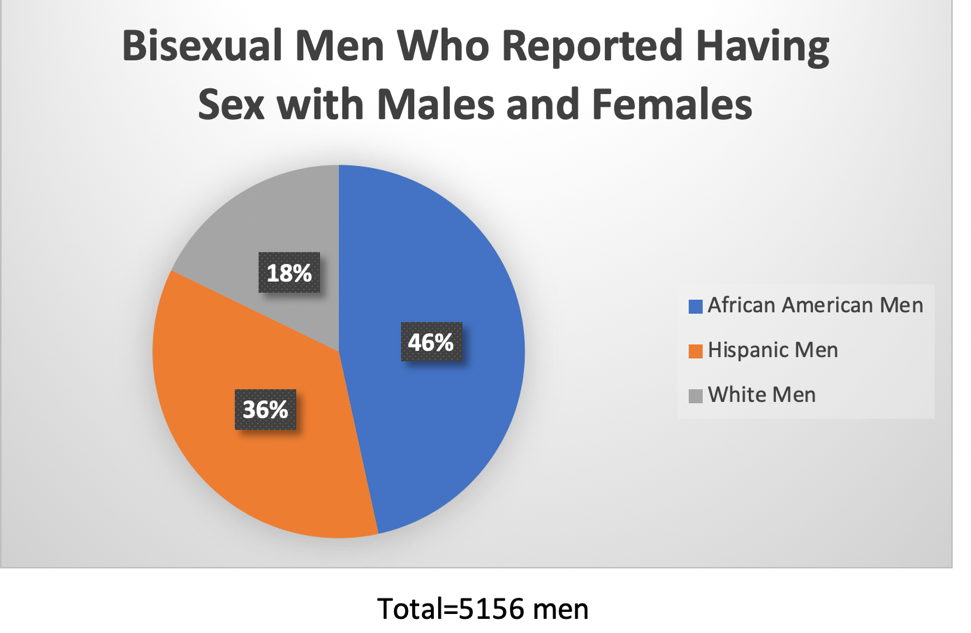 Bisexual Men Who Reported Having
Sex with Males and Females
18%
46%
36%
African American Men
Hispanic Men
White Men
Total=5156 men